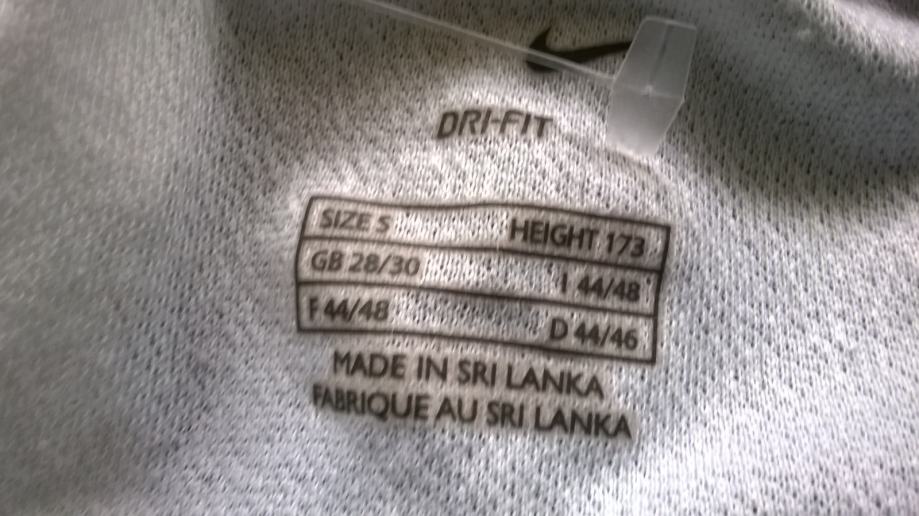 DRI-FIT
SIZE S HEIGHT 173
GB 28/30 I 44/48
F 44/48 D 44/46
MADE IN SRI LANKA
FABRIQUE AU SRI LANKA